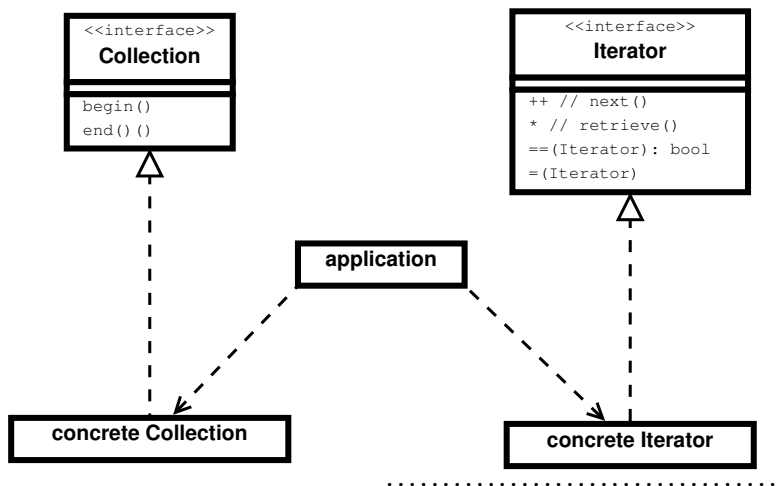 <<interface>>
Collection
begin()
end()()
<<interface>>
Iterator
++ // next()
* // retrieve()
==(Iterator): bool
=(Iterator)
application
concrete Collection
concrete Iterator